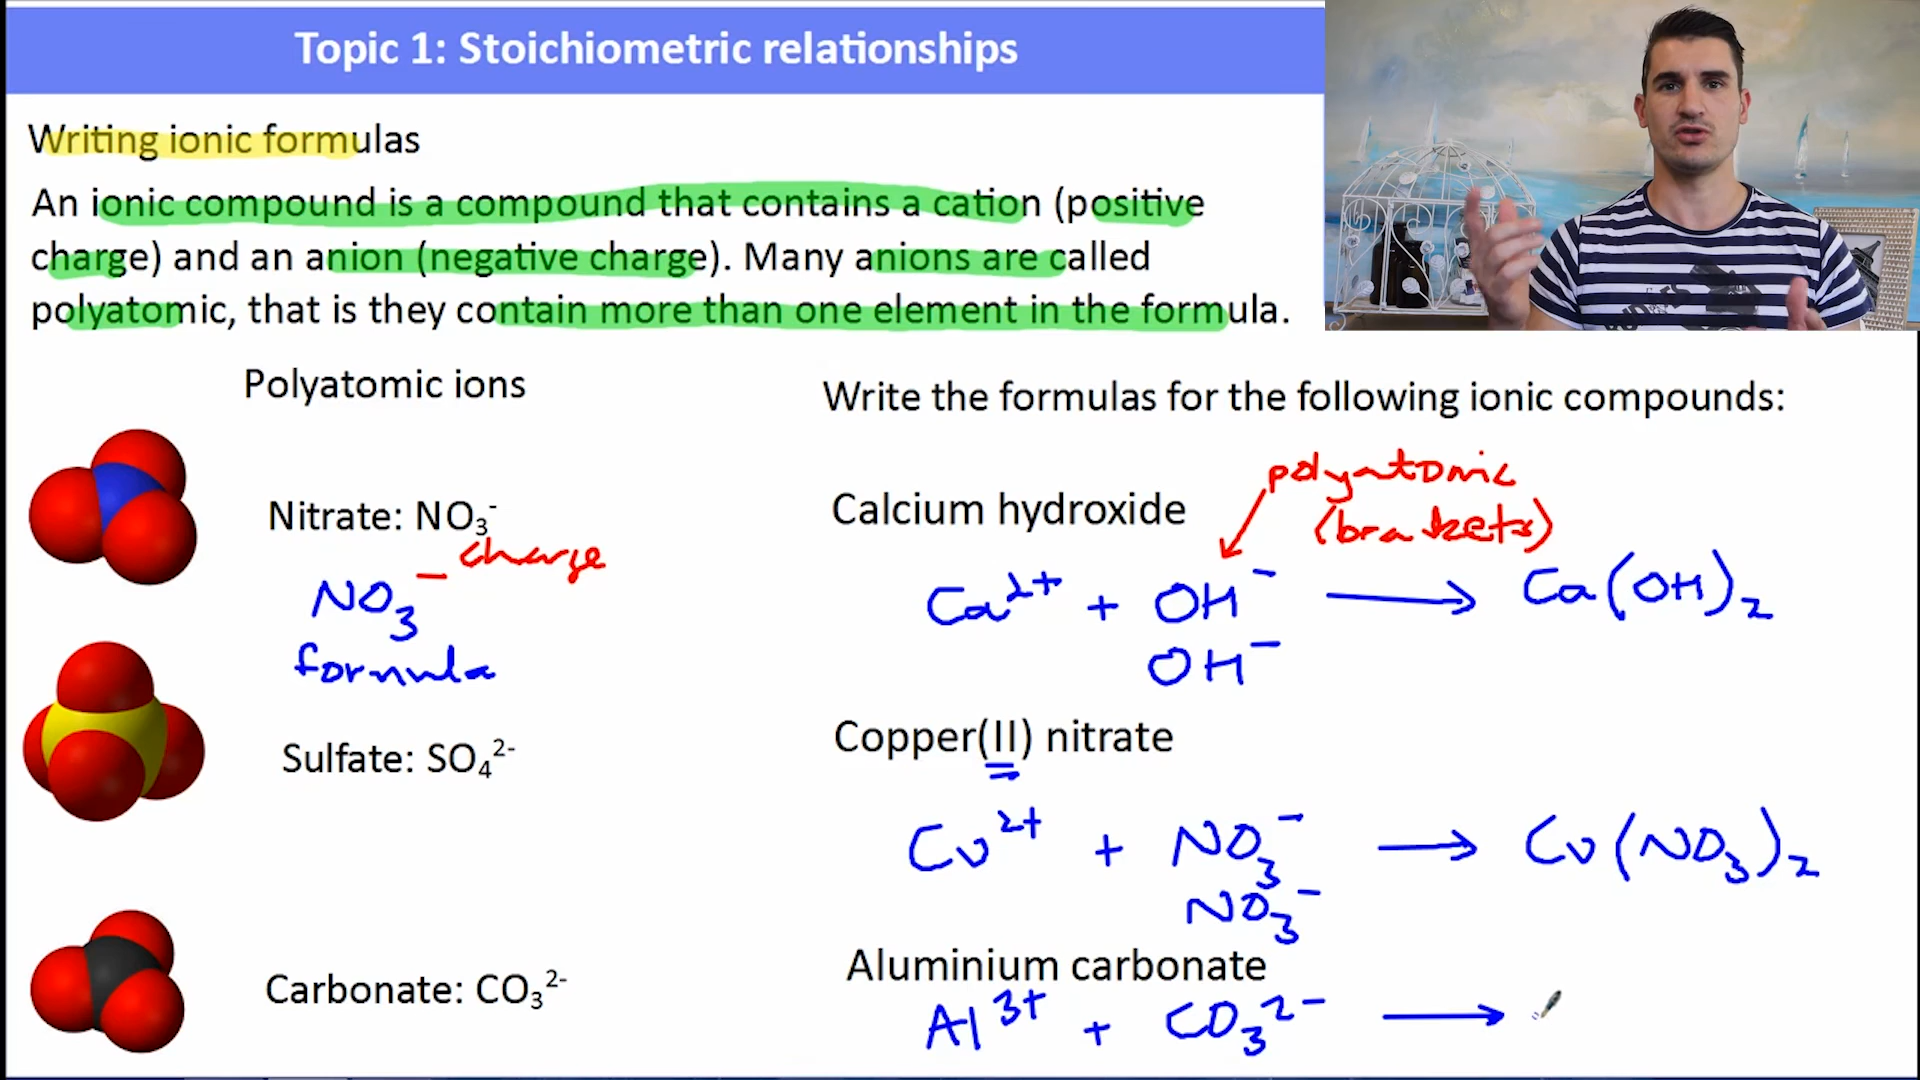 Topic 1: Stoichiometric relationships
Writing ionic formulas
An ionic compound is a compound that contains a cation (positive
charge) and an anion (negative charge). Many anions are called
polyatomic, that is they contain more than one element in the formula.
Polyatomic ions
Nitrate: NO₃⁻
NO₃ ⁻ charge
formula
Sulfate: SO₄²⁻
Carbonate: CO₃²⁻
Write the formulas for the following ionic compounds:
Calcium hydroxide
polyatomic
(brackets)
Ca²⁺ + OH⁻ → Ca(OH)₂
OH⁻
Copper(II) nitrate
Cu²⁺ + NO₃⁻ → Cu(NO₃)₂
NO₃⁻
Aluminium carbonate
Al³⁺ + CO₃²⁻ →